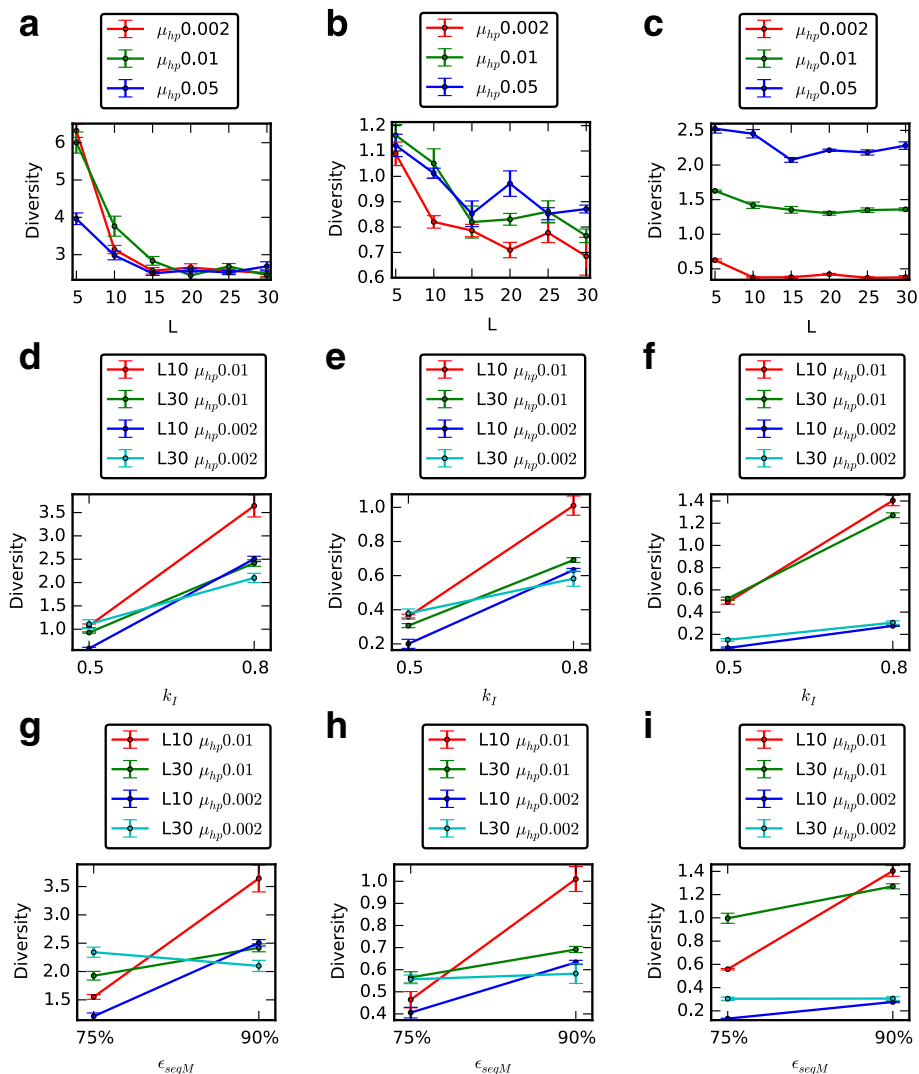 a
μhp0.002
μhp0.01
μhp0.05
Diversity
6
5
4
3
5 10 15 20 25 30
L
b
μhp0.002
μhp0.01
μhp0.05
Diversity
1.2
1.1
1.0
0.9
0.8
0.7
0.6
5 10 15 20 25 30
L
c
μhp0.002
μhp0.01
μhp0.05
Diversity
2.5
2.0
1.5
1.0
0.5
5 10 15 20 25 30
L
d
L10 μhp0.01
L30 μhp0.01
L10 μhp0.002
L30 μhp0.002
Diversity
3.5
3.0
2.5
2.0
1.5
1.0
0.5 0.8
kI
e
L10 μhp0.01
L30 μhp0.01
L10 μhp0.002
L30 μhp0.002
Diversity
1.0
0.8
0.6
0.4
0.2
0.5 0.8
kI
f
L10 μhp0.01
L30 μhp0.01
L10 μhp0.002
L30 μhp0.002
Diversity
1.4
1.2
1.0
0.8
0.6
0.4
0.2
0.5 0.8
kI
g
L10 μhp0.01
L30 μhp0.01
L10 μhp0.002
L30 μhp0.002
Diversity
3.5
3.0
2.5
2.0
1.5
75% 90%
ϵseqM
h
L10 μhp0.01
L30 μhp0.01
L10 μhp0.002
L30 μhp0.002
Diversity
1.0
0.9
0.8
0.7
0.6
0.5
0.4
75% 90%
ϵseqM
i
L10 μhp0.01
L30 μhp0.01
L10 μhp0.002
L30 μhp0.002
Diversity
1.4
1.2
1.0
0.8
0.6
0.4
0.2
75% 90%
ϵseqM